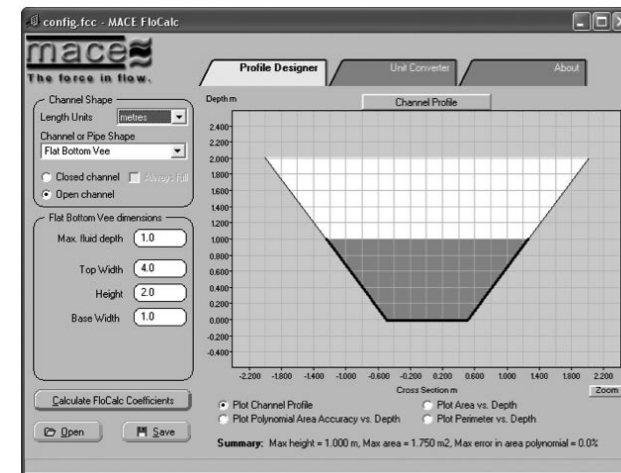 config.fcc - MACE FloCalc
mace
The force in flow.
Profile Designer
Unit Converter
About
Channel Shape
Length Units metres
Channel or Pipe Shape
Flat Bottom Vee
Closed channel Always full
Open channel
Flat Bottom Vee dimensions
Max. fluid depth 1.0
Top Width 4.0
Height 2.0
Base Width 1.0
Calculate FloCalc Coefficients
Open Save
Depth m
Channel Profile
2.400
2.200
2.000
1.800
1.600
1.400
1.200
1.000
0.800
0.600
0.400
0.200
0.000
-0.200
-0.400
-2.200 -1.800 -1.400 -1.000 -0.600 -0.200 0.200 0.600 1.000 1.400 1.800 2.200
Cross Section m
Zoom
Plot Channel Profile Plot Area vs. Depth
Plot Polynomial Area Accuracy vs. Depth Plot Perimeter vs. Depth
Summary: Max height = 1.000 m, Max area = 1.750 m2, Max error in area polynomial = 0.0%